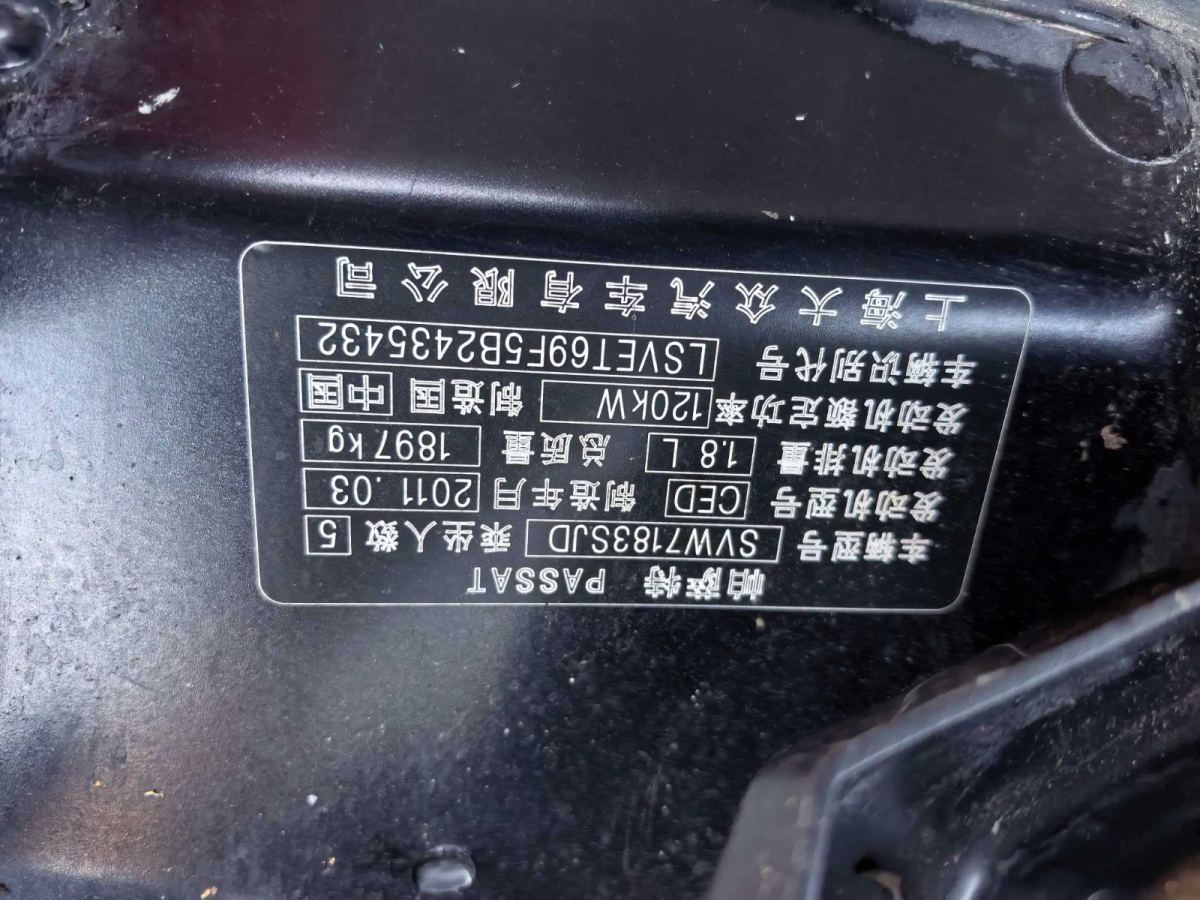 帕萨特 PASSAT
车辆型号 SVW7183SJD 乘坐人数 5
发动机型号 CED 制造年月 2011.03
发动机排量 1.8 L 总质量 1897kg
发动机额定功率 120kW 制造国 中国
车辆识别代号 LSVET69F5B2435432
上海大众汽车有限公司